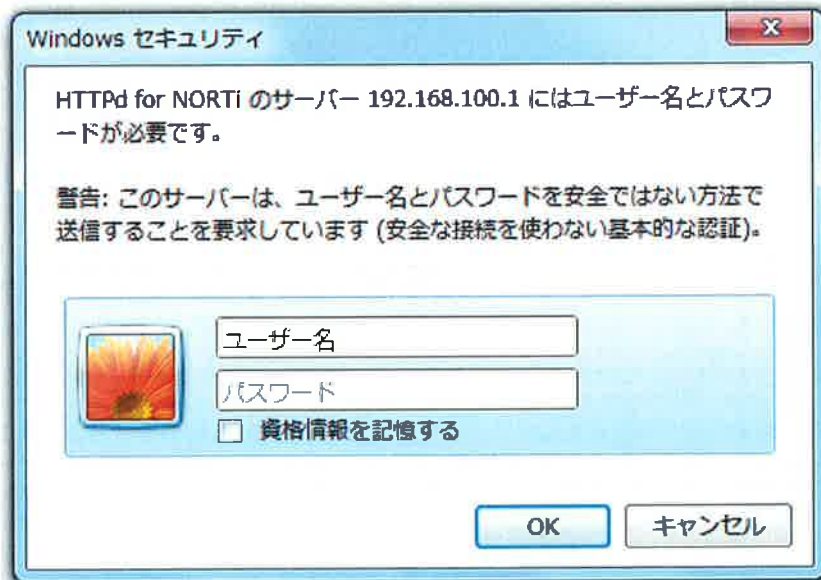 Windows セキュリティ
HTTPd for NORTi のサーバー 192.168.100.1 にはユーザー名とパスワ
ードが必要です。
警告: このサーバーは、ユーザー名とパスワードを安全ではない方法で
送信することを要求しています (安全な接続を使わない基本的な認証)。
ユーザー名
パスワード
資格情報を記憶する
OK
キャンセル